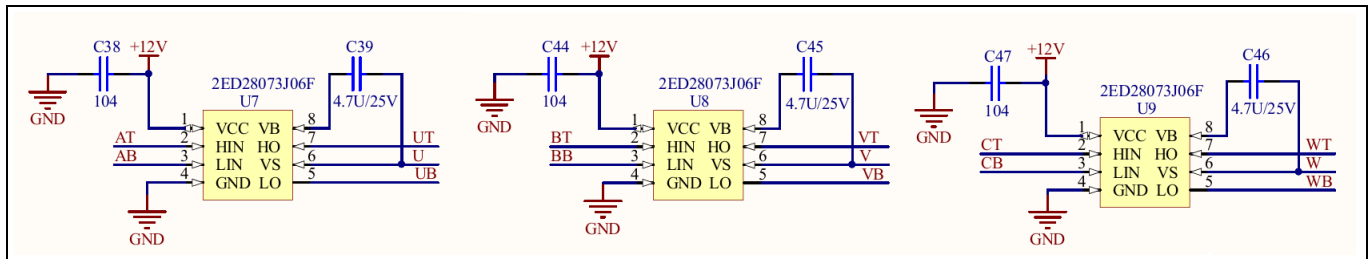 C38 +12V C39
104
GND
2ED28073J06F
U7 4.7U/25V
1 VCC VB 8
AT 2 HIN HO 7 UT
AB 3 LIN VS 6 U
4 GND LO 5 UB
GND
C44 +12V C45
104
GND
2ED28073J06F
U8 4.7U/25V
1 VCC VB 8
BT 2 HIN HO 7 VT
BB 3 LIN VS 6 V
4 GND LO 5 VB
GND
C47 +12V C46
104
GND
2ED28073J06F
U9 4.7U/25V
1 VCC VB 8
CT 2 HIN HO 7 WT
CB 3 LIN VS 6 W
4 GND LO 5 WB
GND